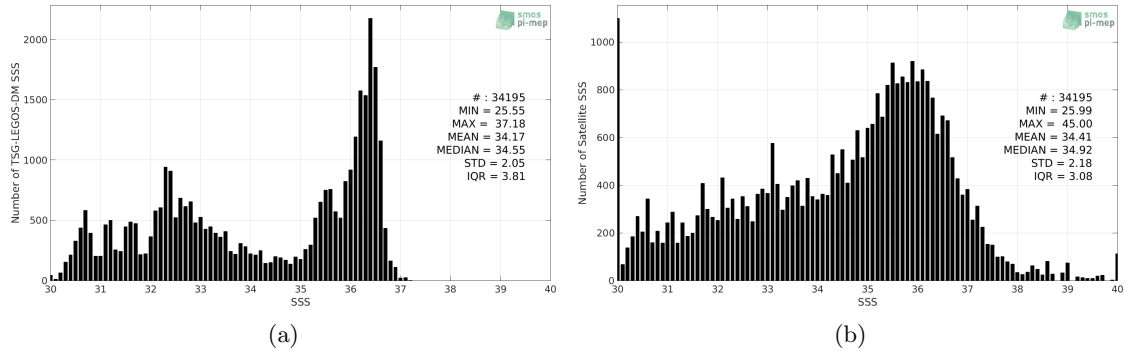 smos
pi-mep
Number of TSG-LEGOS-DM SSS
2000
1500
1000
500
0
# : 34195
MIN = 25.55
MAX = 37.18
MEAN = 34.17
MEDIAN = 34.55
STD = 2.05
IQR = 3.81
30 31 32 33 34 35 36 37 38 39 40
SSS
(a)
smos
pi-mep
Number of Satellite SSS
1000
800
600
400
200
0
# : 34195
MIN = 25.99
MAX = 45.00
MEAN = 34.41
MEDIAN = 34.92
STD = 2.18
IQR = 3.08
30 31 32 33 34 35 36 37 38 39 40
SSS
(b)